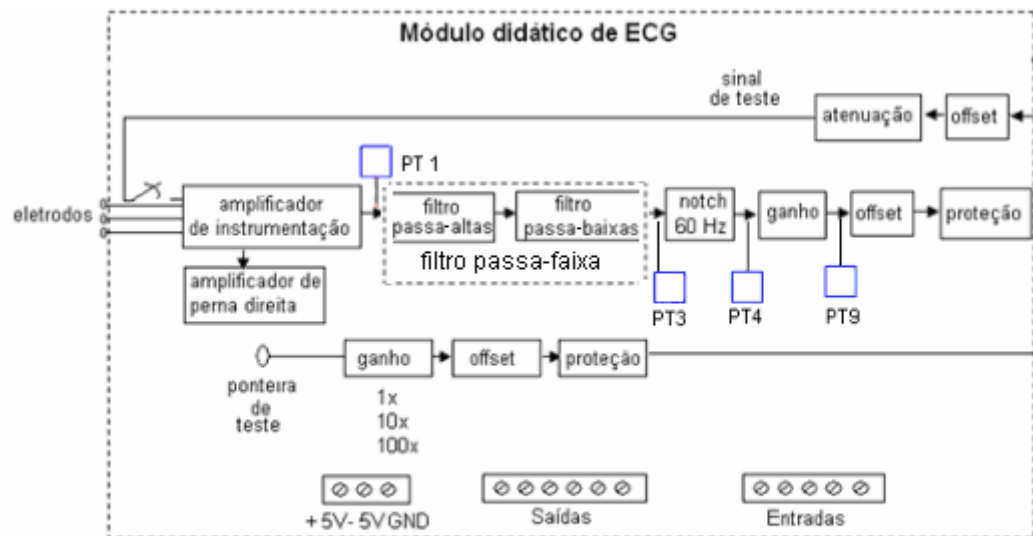 Módulo didático de ECG
sinal
de teste
atenuação
offset
PT 1
eletrodos
amplificador
de instrumentação
filtro
passa-altas
filtro
passa-baixas
notch
60 Hz
ganho
offset
proteção
filtro passa-faixa
amplificador de
perna direita
PT3
PT4
PT9
ponteira
de
teste
ganho
offset
proteção
1x
10x
100x
+5V-5VGND
Saídas
Entradas